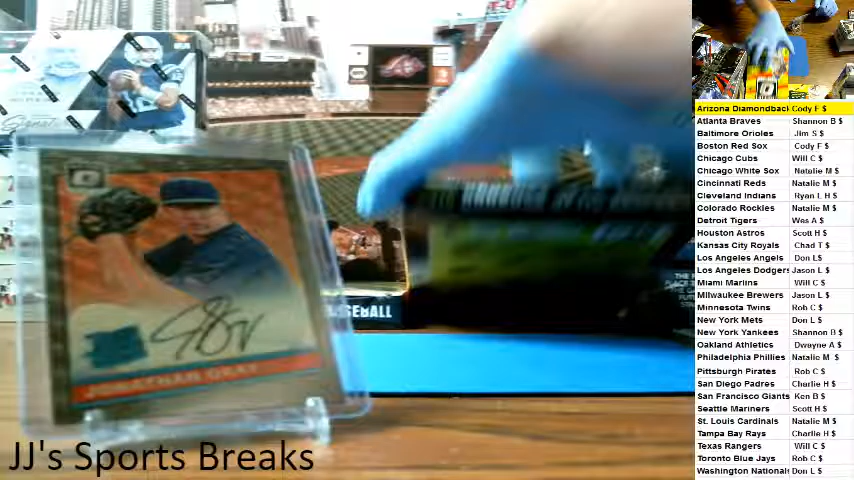 BASEBALL
JONATHAN GRAY
JJ's Sports Breaks
Arizona Diamondback Cody F $
Atlanta Braves Shannon B $
Baltimore Orioles Jim S $
Boston Red Sox Cody F $
Chicago Cubs Will C $
Chicago White Sox Natalie M $
Cincinnati Reds Natalie M $
Cleveland Indians Ryan L H $
Colorado Rockies Natalie M $
Detroit Tigers Wes A $
Houston Astros Scott H $
Kansas City Royals Chad T $
Los Angels Angels Don L$
Los Angeles Dodgers Jason L $
Miami Marlins Will C $
Milwaukee Brewers Jason L $
Minnesota Twins Rob C $
New York Mets Don L $
New York Yankees Shannon B $
Oakland Athletics Dwayne A $
Philadelphia Phillies Natalie M $
Pittsburgh Pirates Rob C $
San Diego Padres Charlie H $
San Francisco Giants Ken B $
Seattle Mariners Scott H $
St. Louis Cardinals Natalie M $
Tampa Bay Rays Charlie H $
Texas Rangers Will C $
Toronto Blue Jays Rob C $
Washington Nationals Don L $